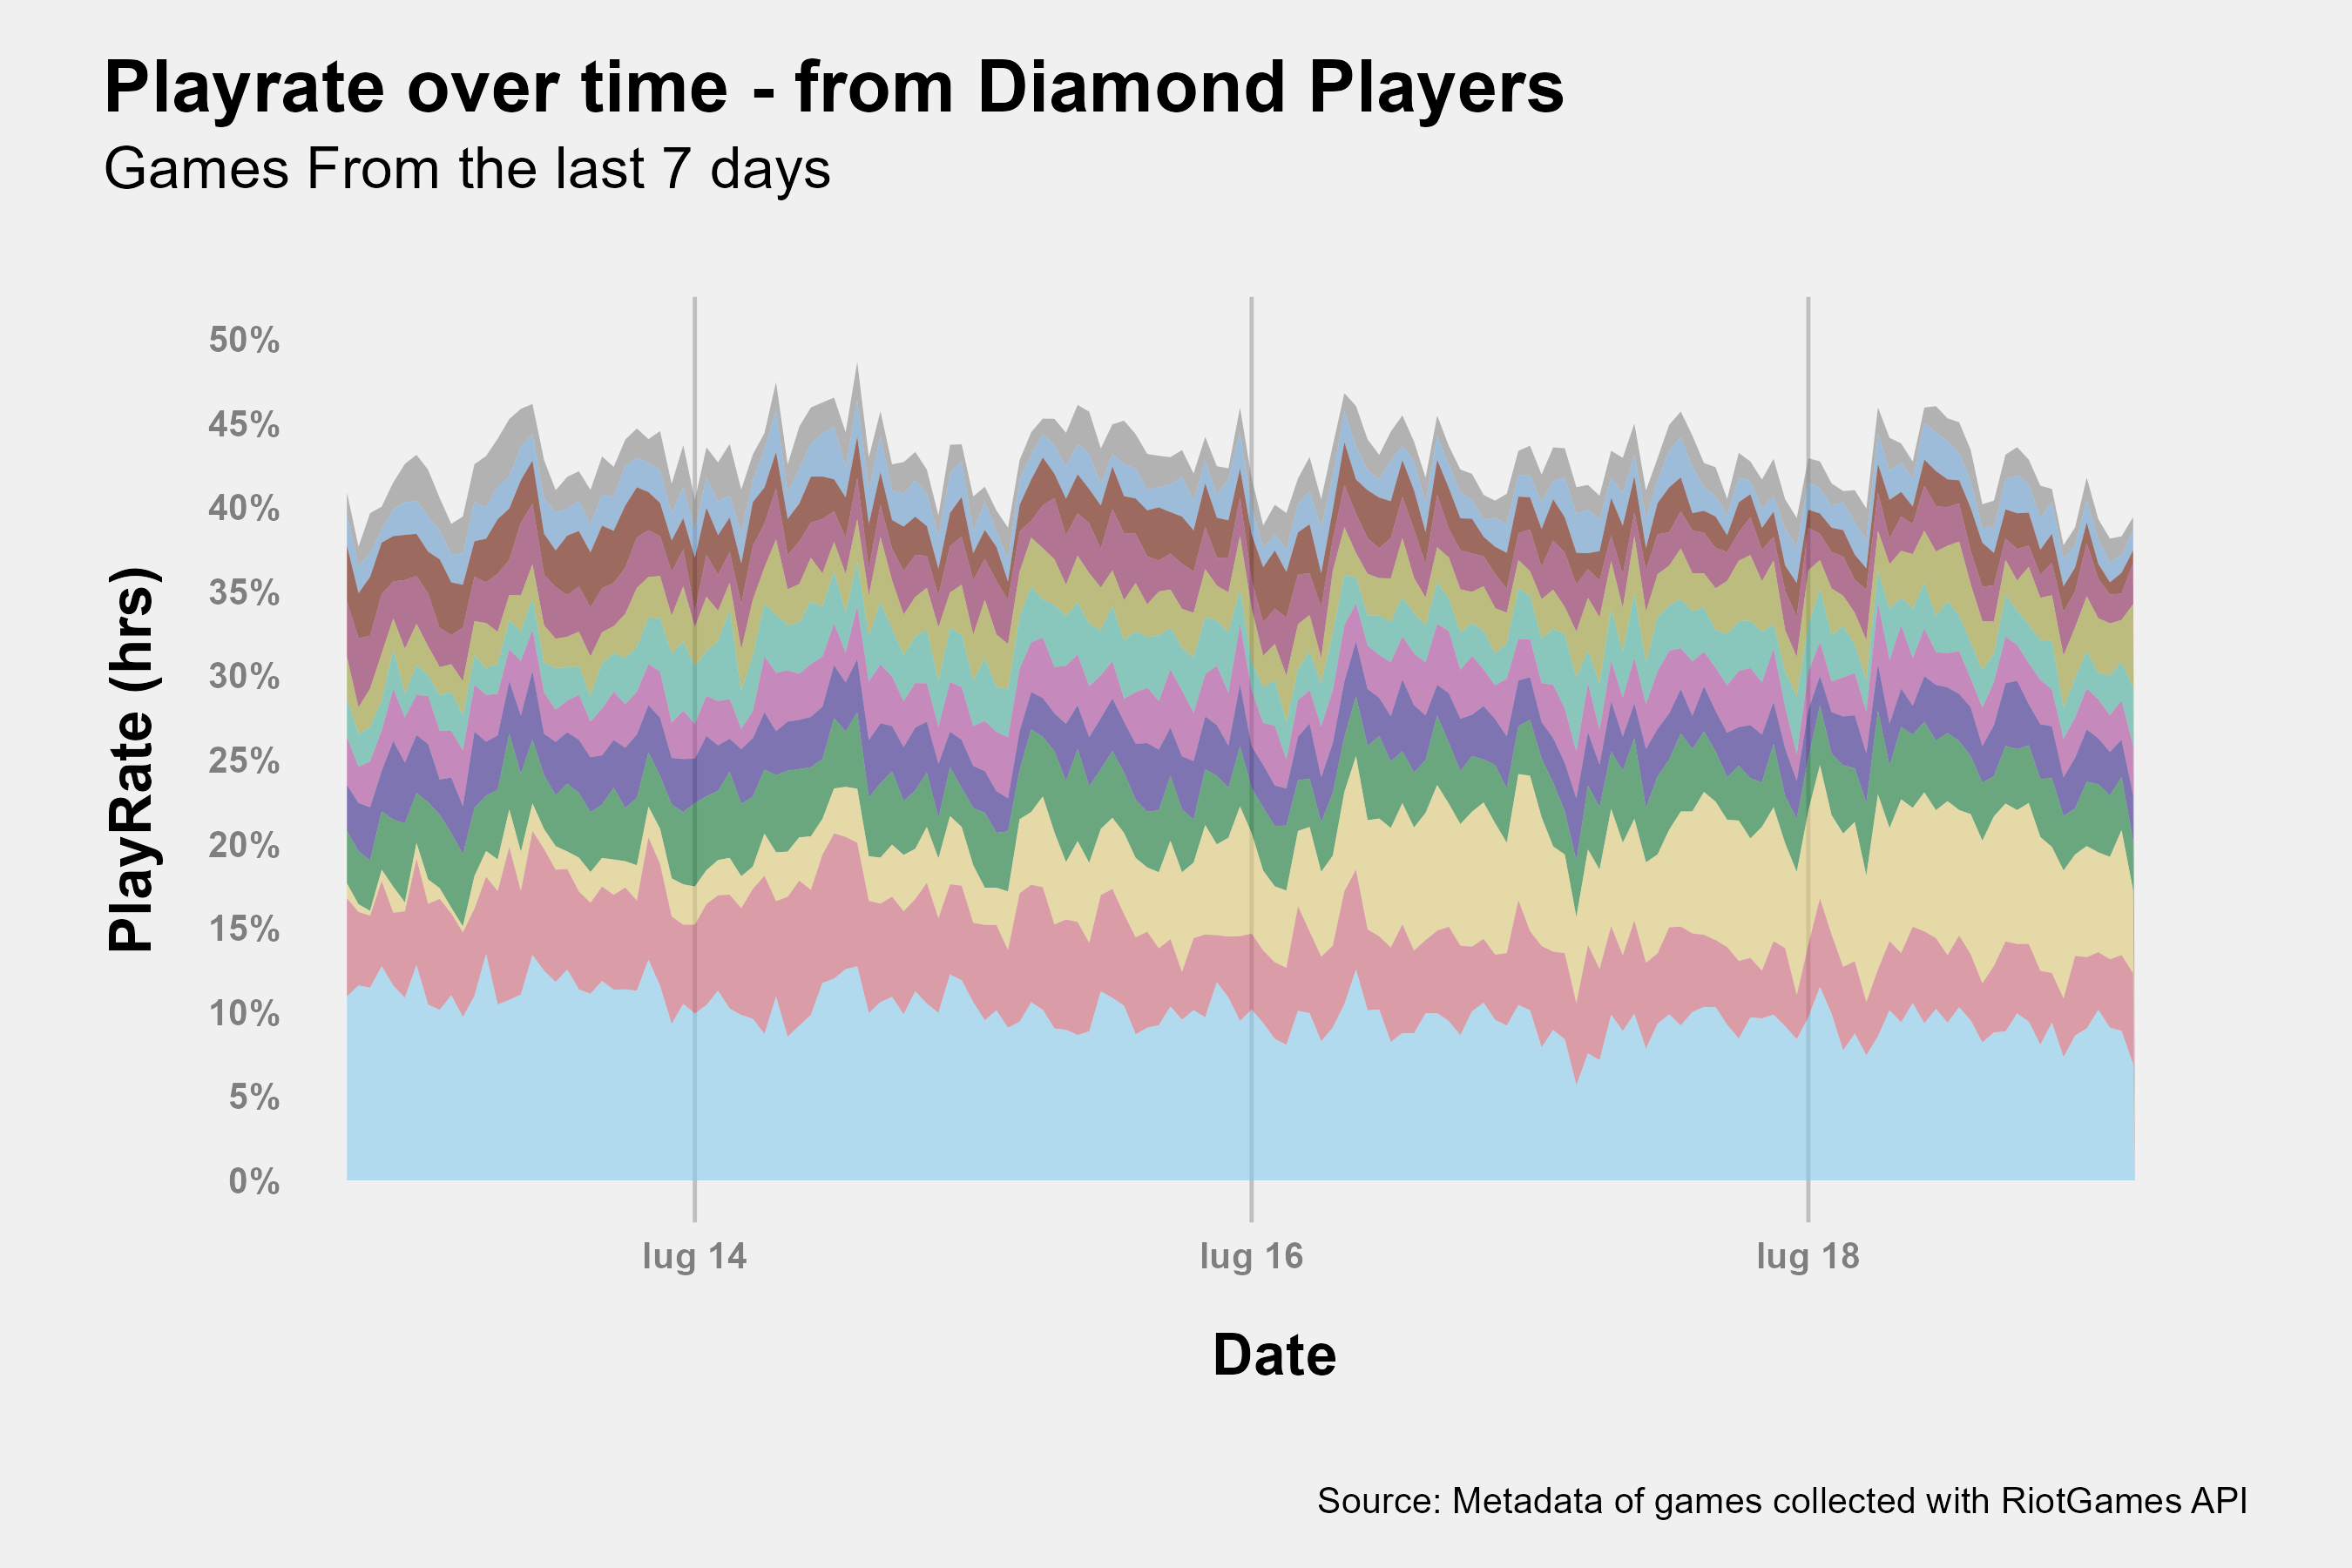 Playrate over time - from Diamond Players
Games From the last 7 days
PlayRate (hrs)
50%
45%
40%
35%
30%
25%
20%
15%
10%
5%
0%
lug 14
lug 16
lug 18
Date
Source: Metadata of games collected with RiotGames API